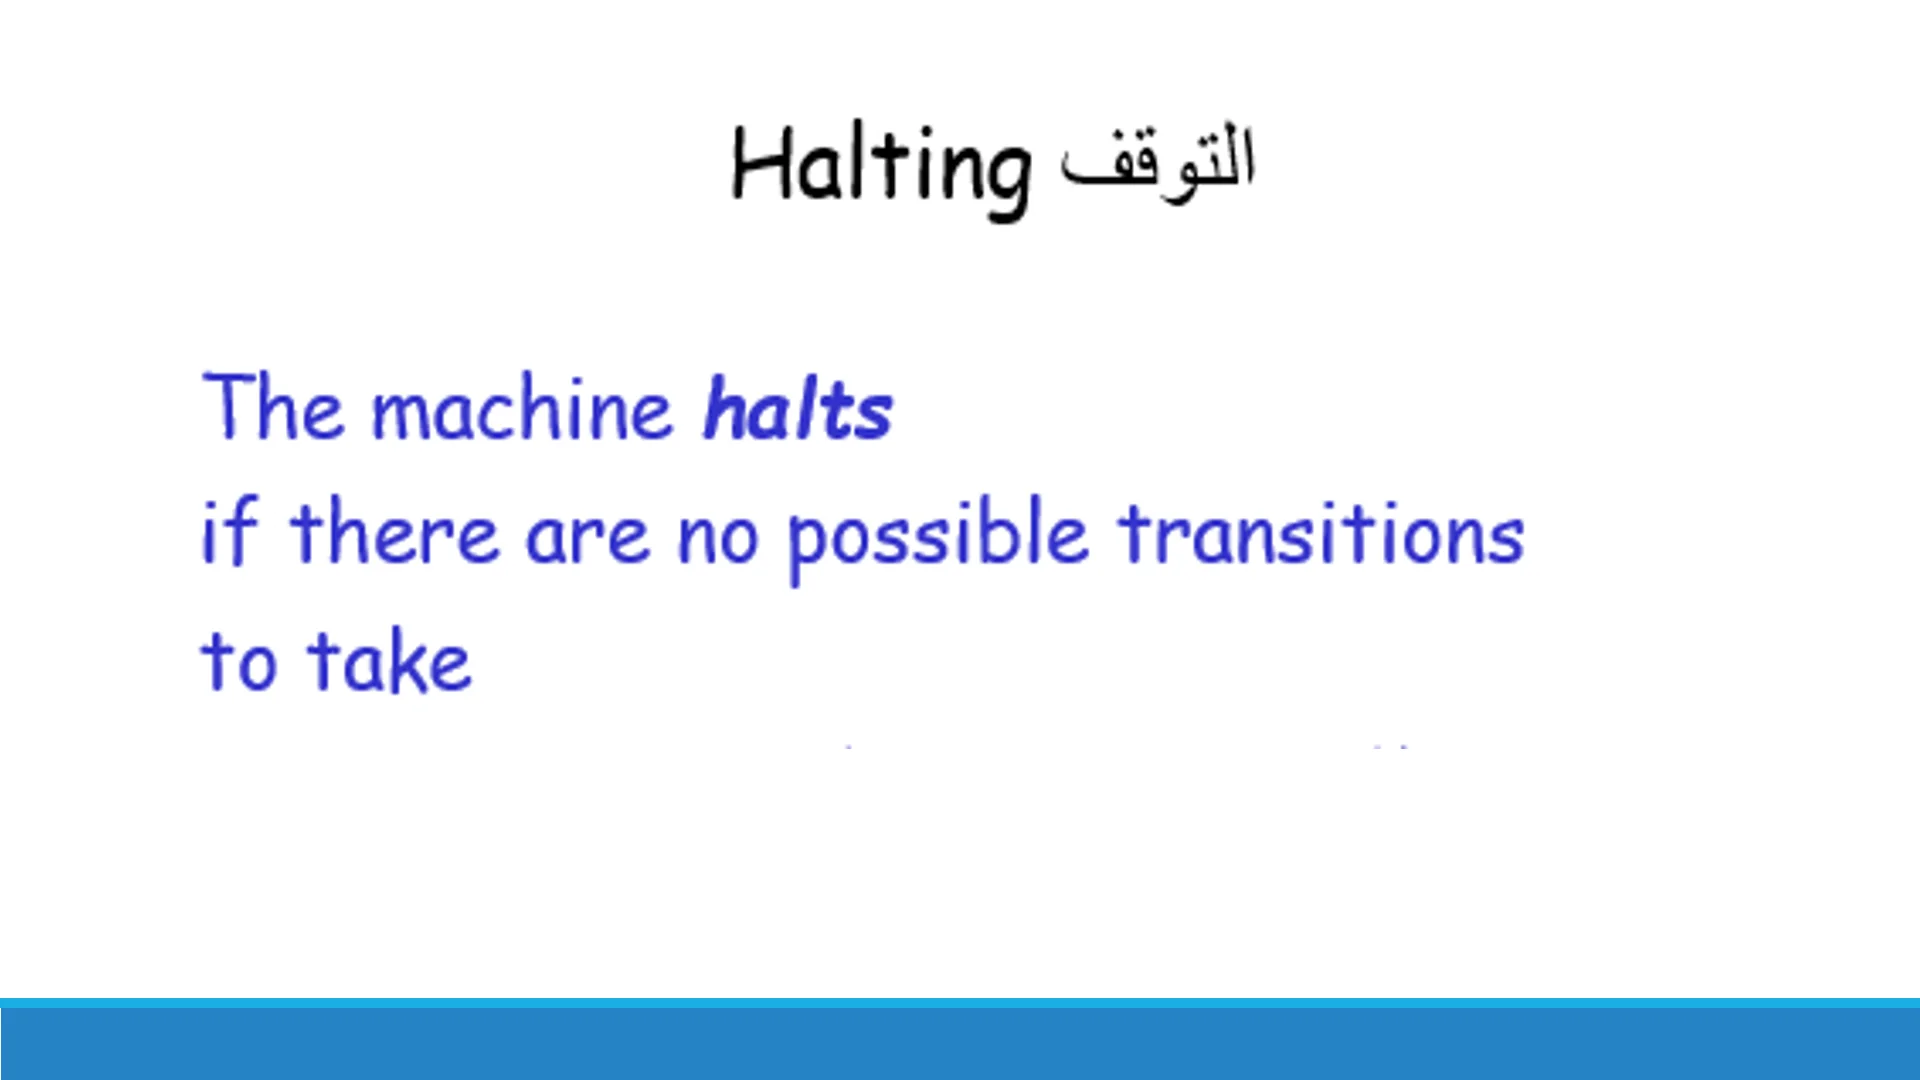 Halting التوقف
The machine halts
if there are no possible transitions
to take